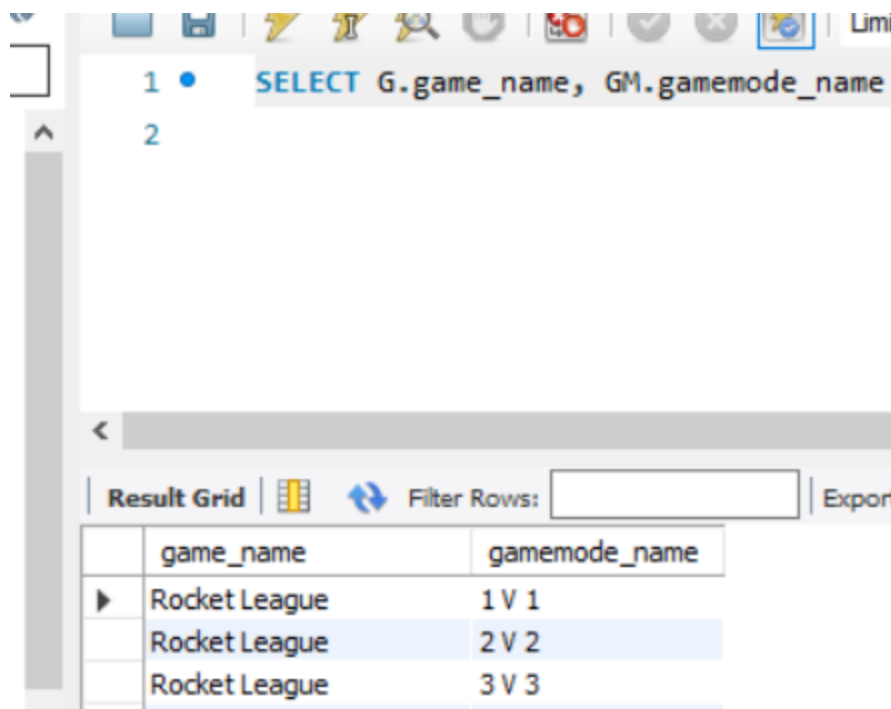 Limi
1 SELECT G.game_name, GM.gamemode_name
2
Result Grid Filter Rows: Export
game_name gamemode_name
Rocket League 1 V 1
Rocket League 2 V 2
Rocket League 3 V 3